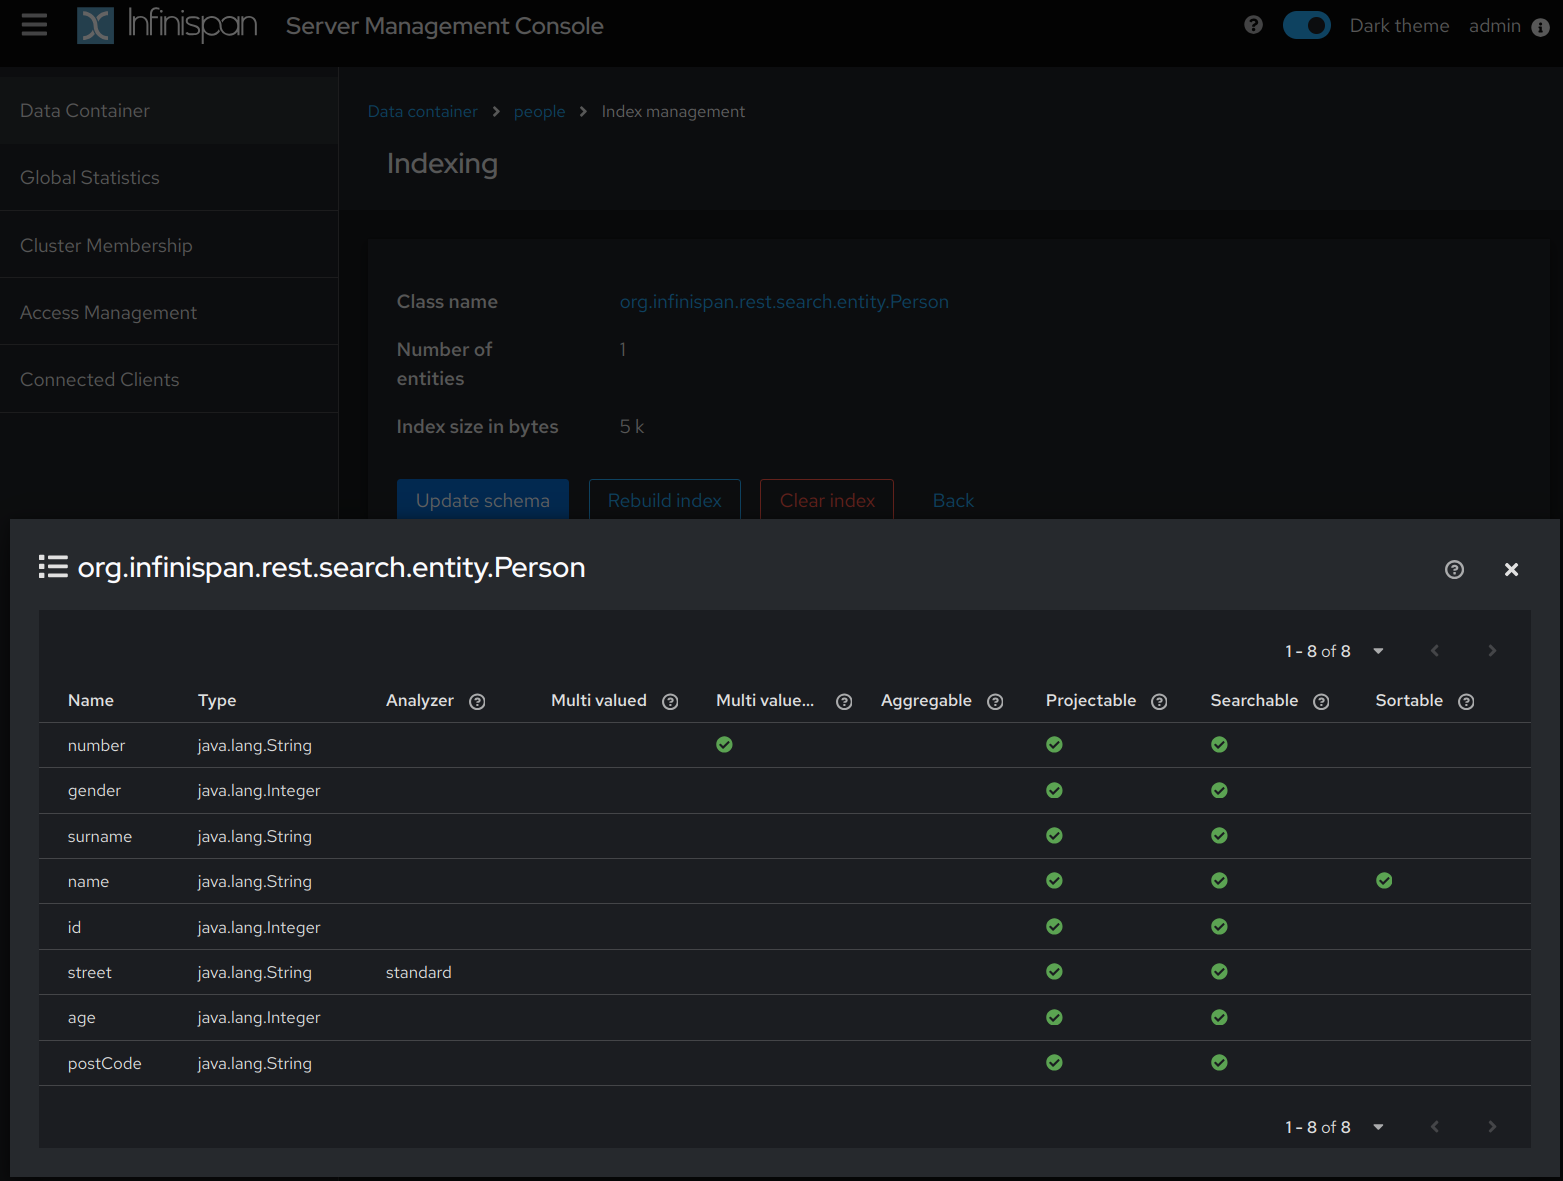 Infinispan Server Management Console Dark theme admin
Data Container
Global Statistics
Cluster Membership
Access Management
Connected Clients
Data container > people > Index management
Indexing
Class name org.infinispan.rest.search.entity.Person
Number of entities 1
Index size in bytes 5 k
Update schema Rebuild index Clear index Back
org.infinispan.rest.search.entity.Person
1 - 8 of 8
Name Type Analyzer Multi valued Multi value... Aggregable Projectable Searchable Sortable
number java.lang.String
gender java.lang.Integer
surname java.lang.String
name java.lang.String
id java.lang.Integer
street java.lang.String standard
age java.lang.Integer
postCode java.lang.String
1 - 8 of 8